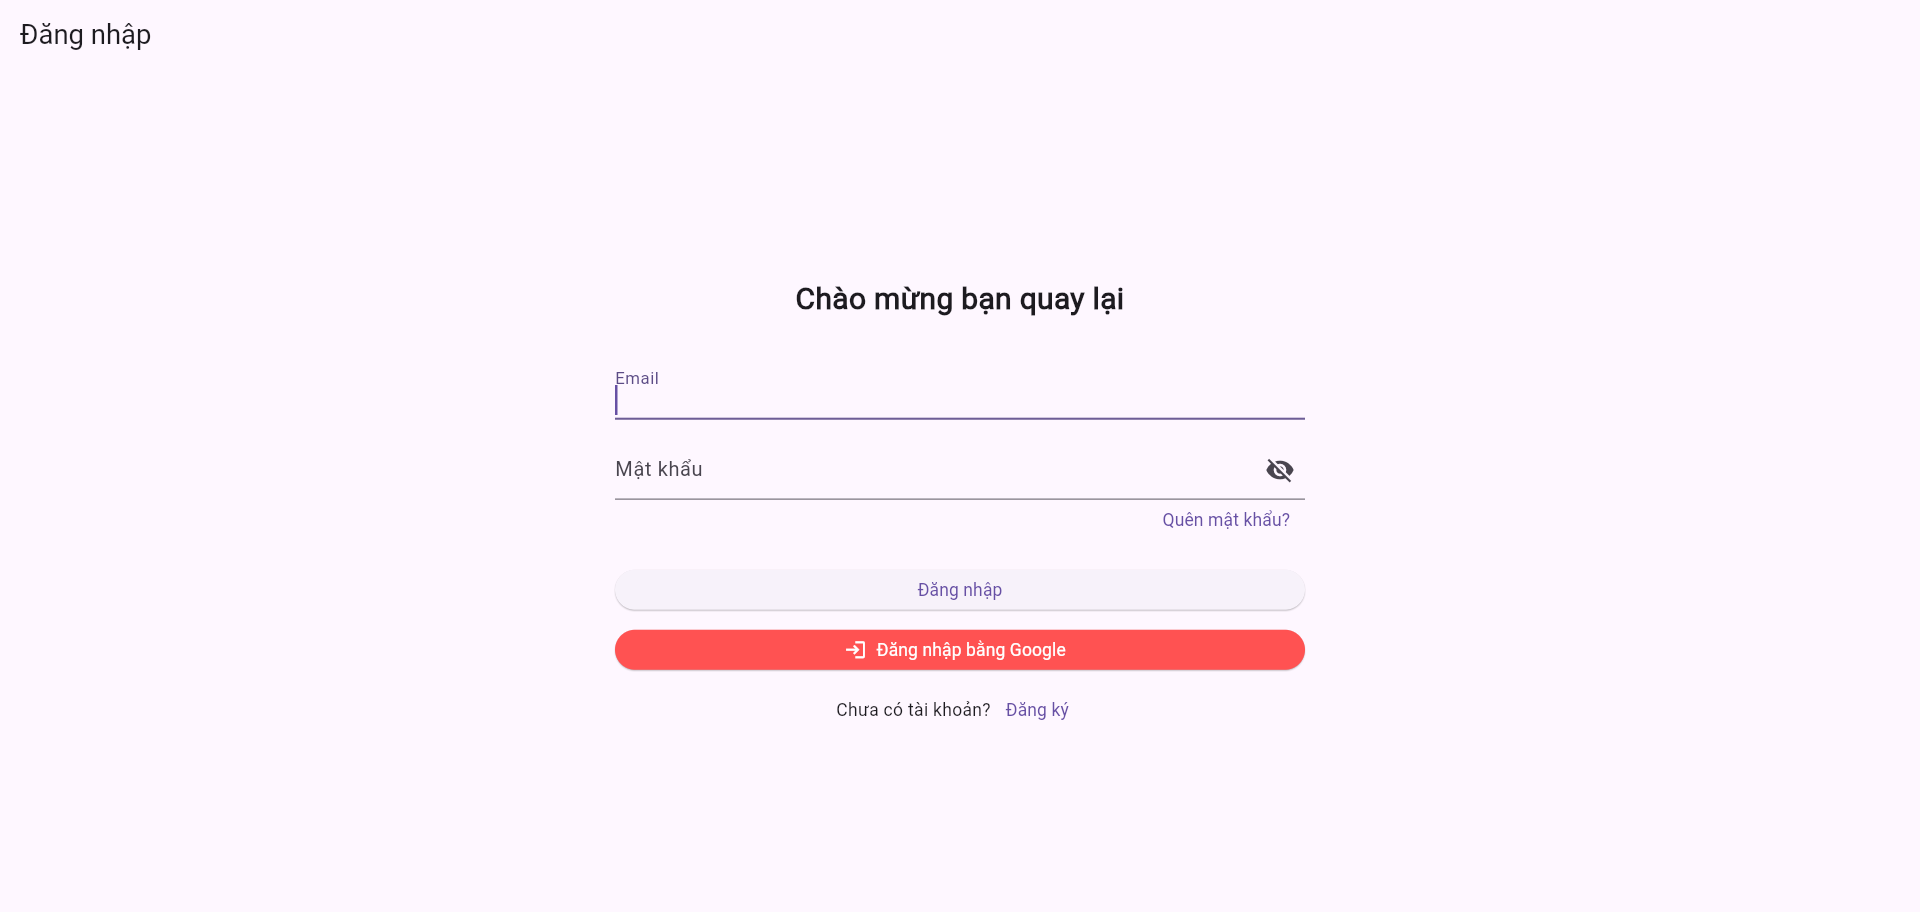 Đăng nhập
Chào mừng bạn quay lại
Email
Mật khẩu
Quên mật khẩu?
Đăng nhập
Đăng nhập bằng Google
Chưa có tài khoản? Đăng ký